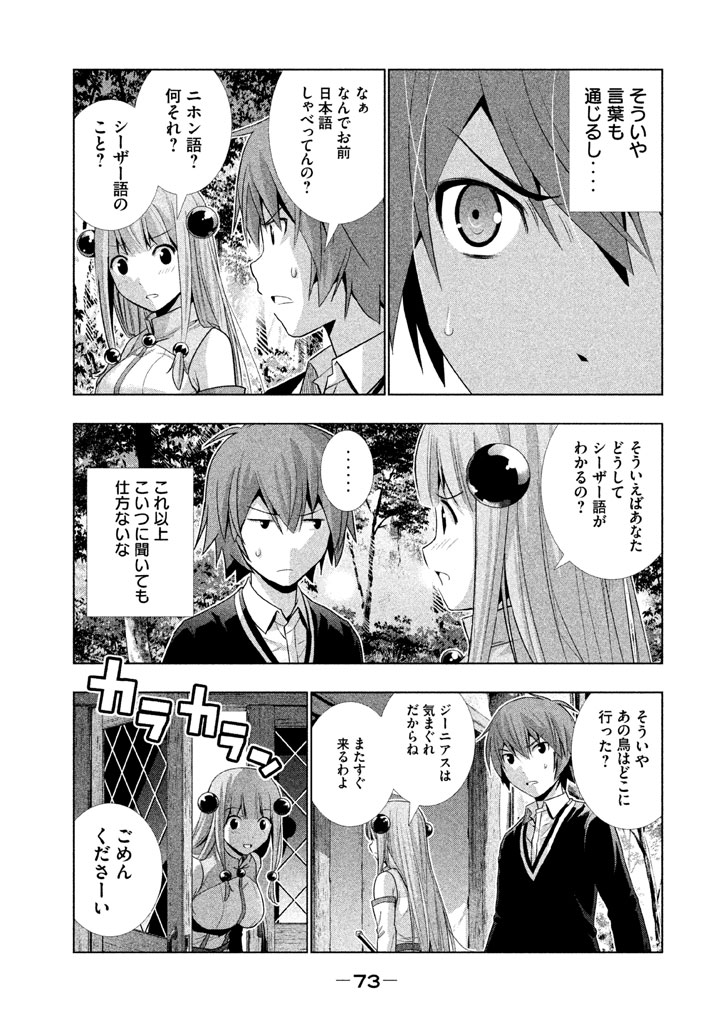 そういや
言葉も
通じるし‥‥
なぁ
なんでお前
日本語
しゃべってんの？
ニホン語？
何それ？
シーザー語の
こと？
そういえばあなた
どうして
シーザー語が
わかるの？
‥‥‥
これ以上
こいつに聞いても
仕方ないな
そういや
あの鳥はどこに
行った？
ジーニアスは
気まぐれ
だからね
またすぐ
来るわよ
カラカラン
ごめん
くださーい
—73—